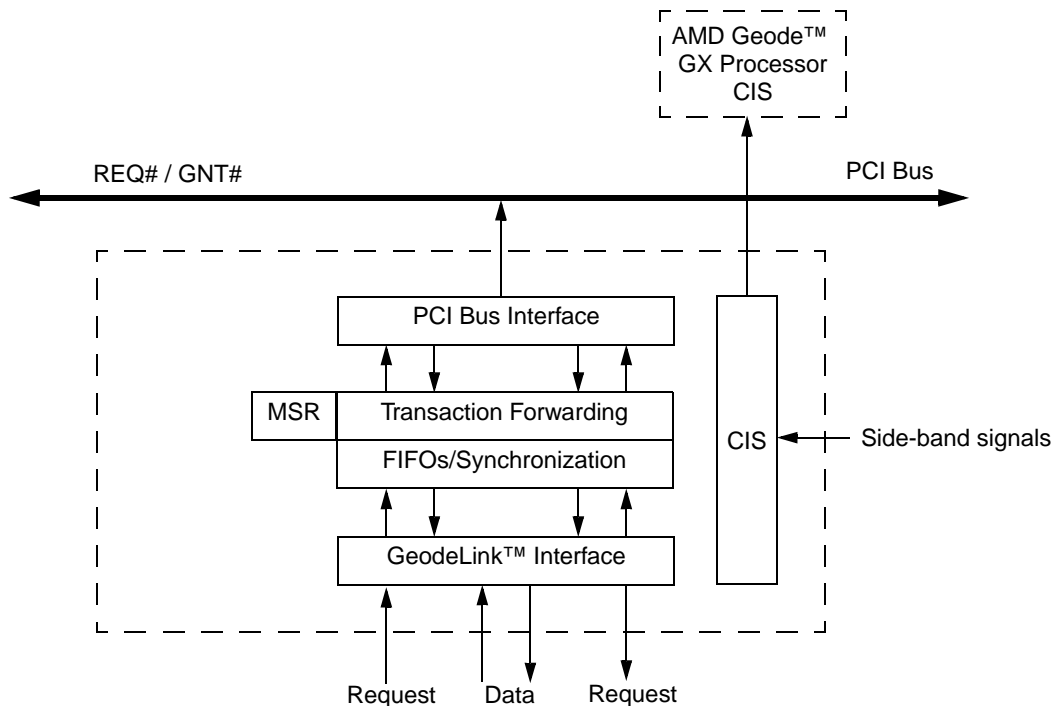 AMD Geode™
GX Processor
CIS
REQ# / GNT#
PCI Bus
PCI Bus Interface
MSR
Transaction Forwarding
FIFOs/Synchronization
CIS
Side-band signals
GeodeLink™ Interface
Request
Data
Request